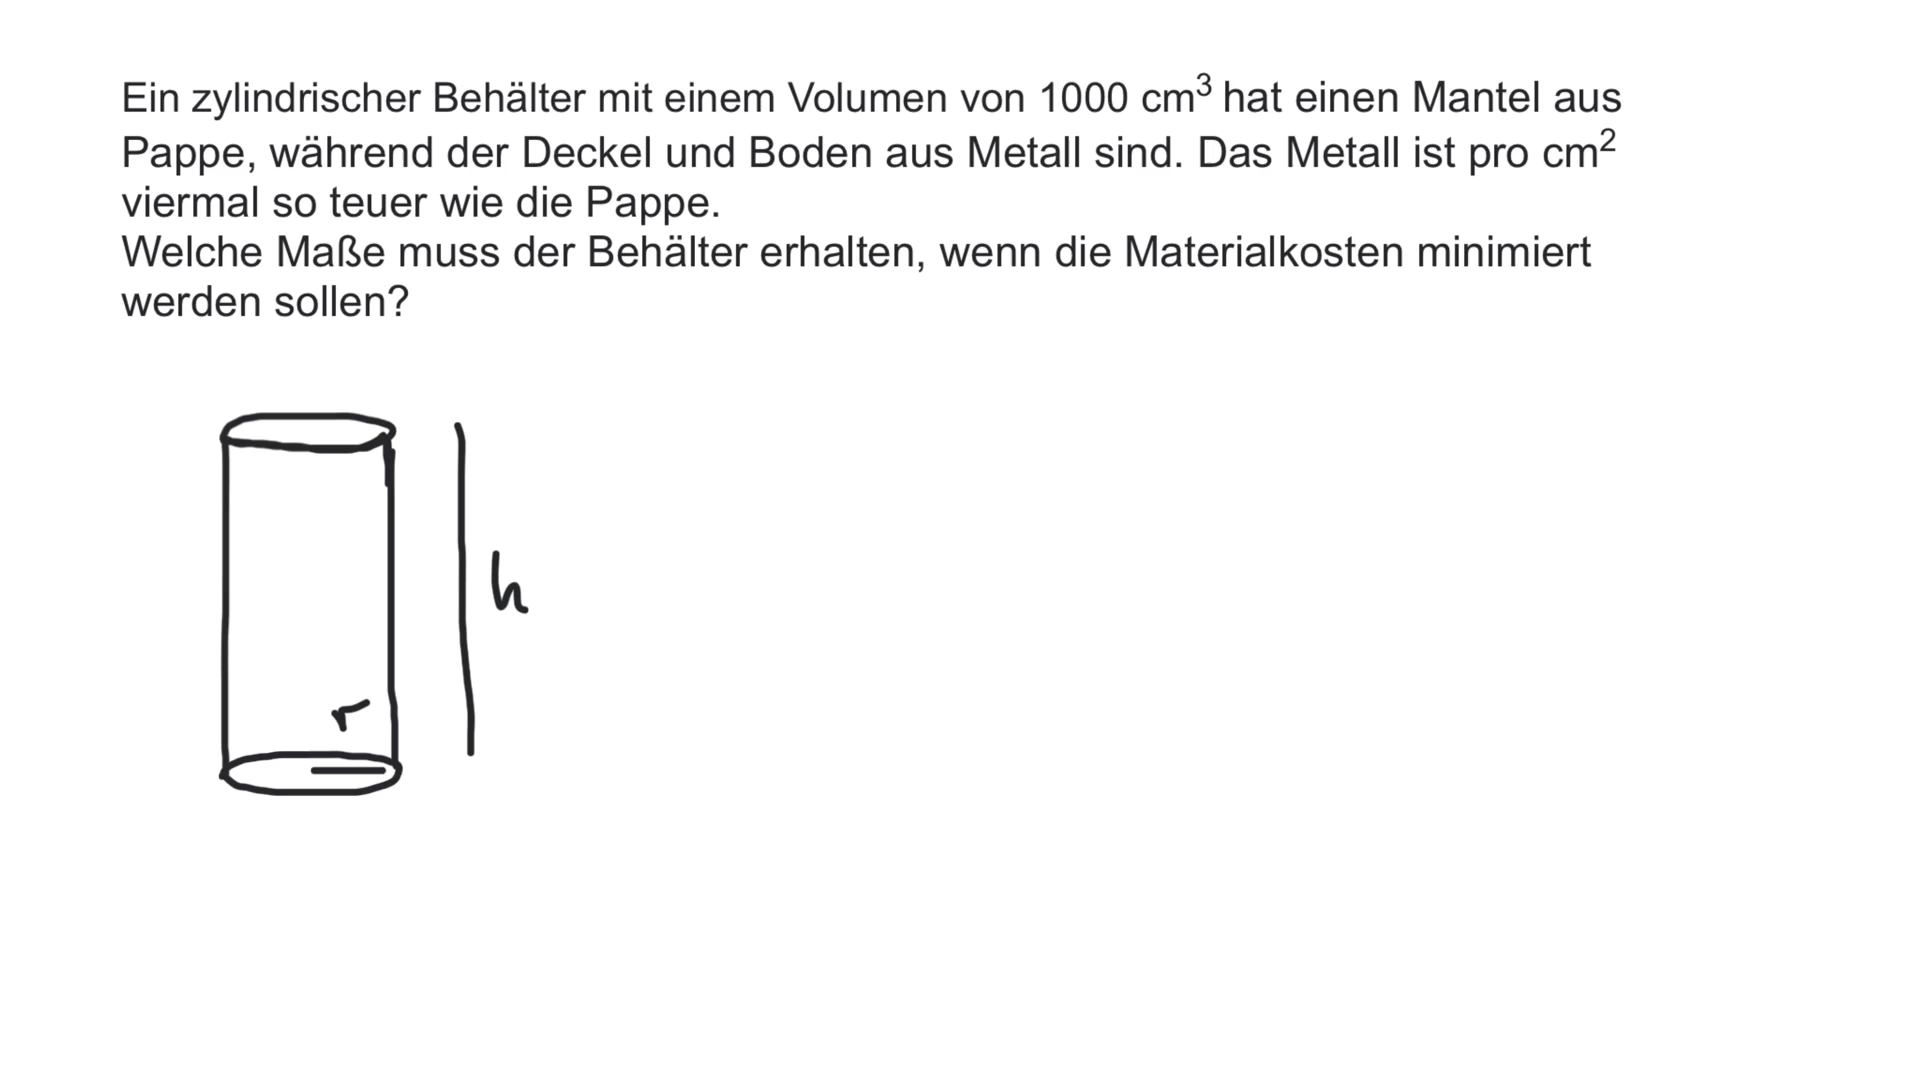 Ein zylindrischer Behälter mit einem Volumen von 1000 cm³ hat einen Mantel aus
Pappe, während der Deckel und Boden aus Metall sind. Das Metall ist pro cm²
viermal so teuer wie die Pappe.
Welche Maße muss der Behälter erhalten, wenn die Materialkosten minimiert
werden sollen?
h
r